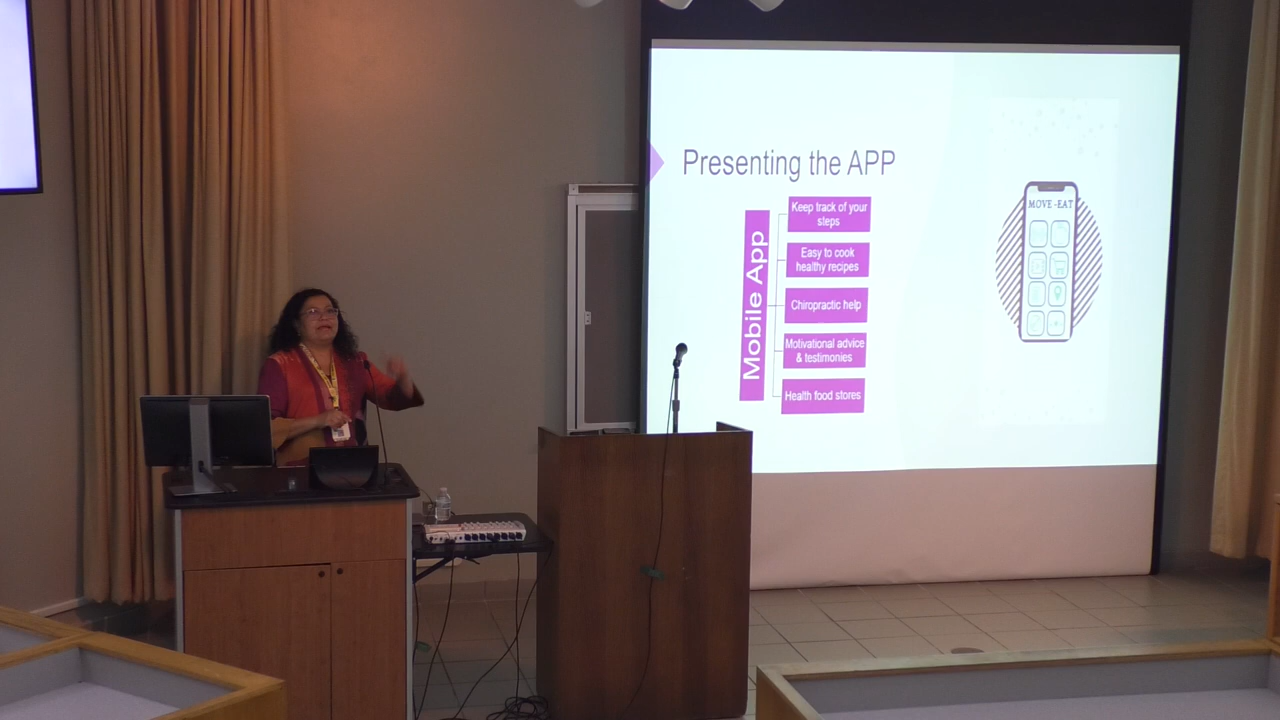 Presenting the APP
Mobile App
Keep track of your
steps
Easy to cook
healthy recipes
Chiropractic help
Motivational advice
& testimonies
Health food stores
MOVE -EAT